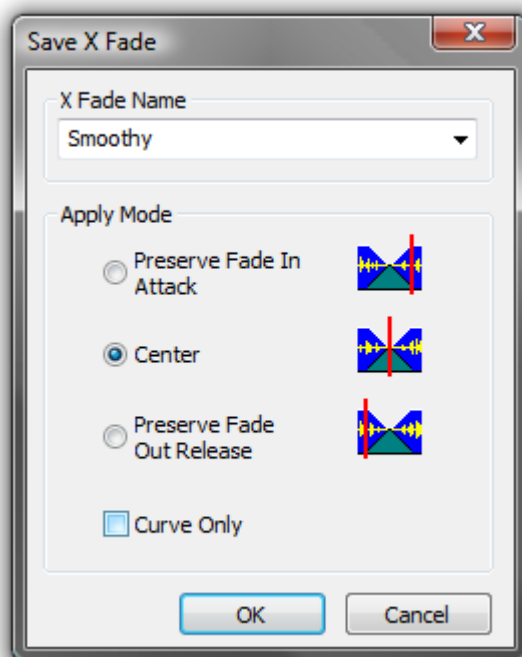 Save X Fade
X Fade Name
Smoothy
Apply Mode
Preserve Fade In
Attack
Center
Preserve Fade
Out Release
Curve Only
OK
Cancel